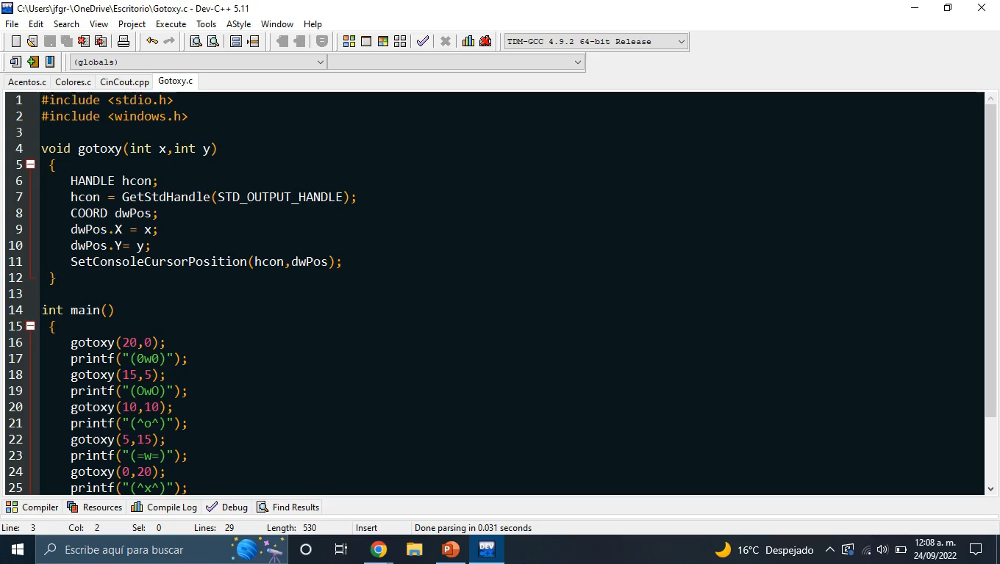 C:\Users\jfgr-\OneDrive\Escritorio\Gotoxy.c - Dev-C++ 5.11
File Edit Search View Project Execute Tools AStyle Window Help
TDM-GCC 4.9.2 64-bit Release
(globals)
Acentos.c Colores.c CinCout.cpp Gotoxy.c
1 #include <stdio.h>
2 #include <windows.h>
3
4 void gotoxy(int x,int y)
5 {
6 HANDLE hcon;
7 hcon = GetStdHandle(STD_OUTPUT_HANDLE);
8 COORD dwPos;
9 dwPos.X = x;
10 dwPos.Y= y;
11 SetConsoleCursorPosition(hcon,dwPos);
12 }
13
14 int main()
15 {
16 gotoxy(20,0);
17 printf("(0w0)");
18 gotoxy(15,5);
19 printf("(OwO)");
20 gotoxy(10,10);
21 printf("(^o^)");
22 gotoxy(5,15);
23 printf("(=w=)");
24 gotoxy(0,20);
25 printf("(^x^)");
Compiler Resources Compile Log Debug Find Results
Line: 3 Col: 2 Sel: 0 Lines: 29 Length: 530 Insert Done parsing in 0.031 seconds
Escribe aquí para buscar
P
DEV
16°C Despejado
12:08 a. m.
24/09/2022